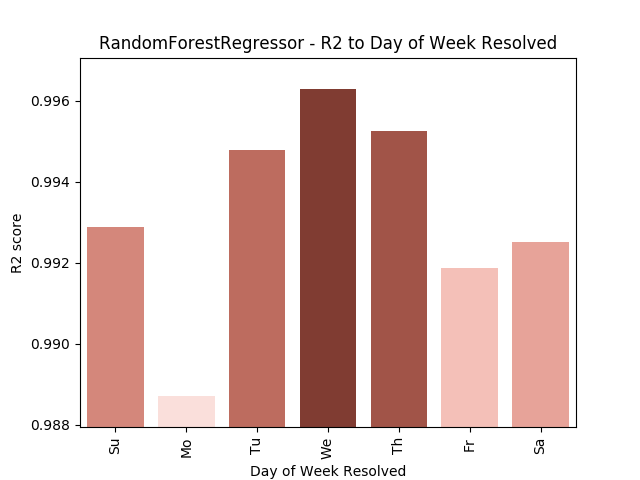 RandomForestRegressor - R2 to Day of Week Resolved
R2 score
0.996
0.994
0.992
0.990
0.988
Su
Mo
Tu
We
Th
Fr
Sa
Day of Week Resolved